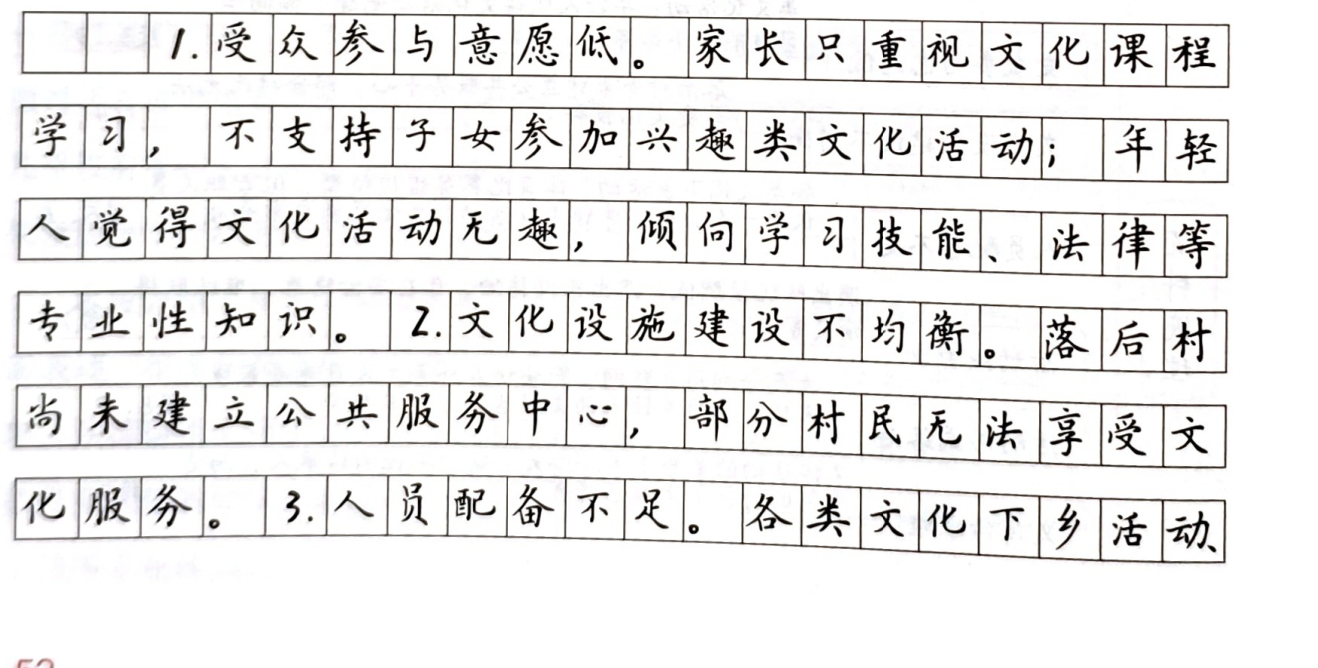 1.受众参与意愿低。家长只重视文化课程
学习，不支持子女参加兴趣类文化活动；年轻
人觉得文化活动无趣，倾向学习技能、法律等
专业性知识。2.文化设施建设不均衡。落后村
尚未建立公共服务中心，部分村民无法享受文
化服务。3.人员配备不足。各类文化下乡活动、